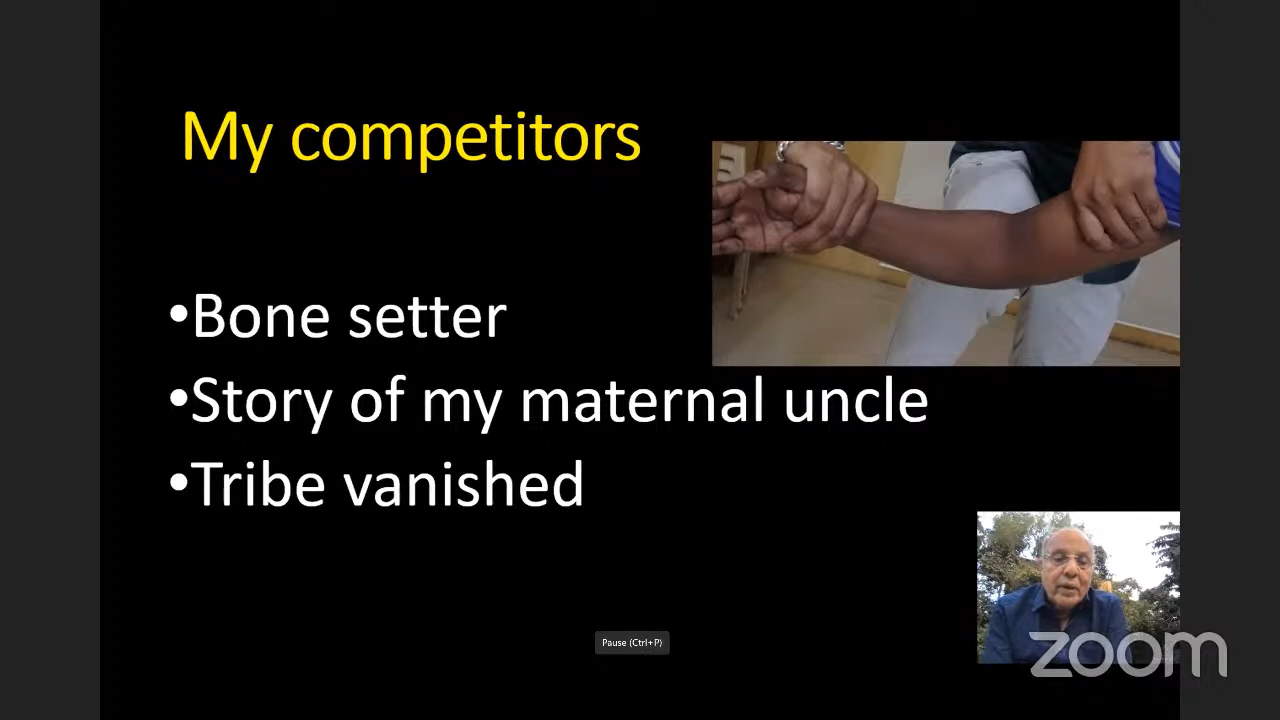 My competitors
•Bone setter
•Story of my maternal uncle
•Tribe vanished
Pause (Ctrl+P)
zoom